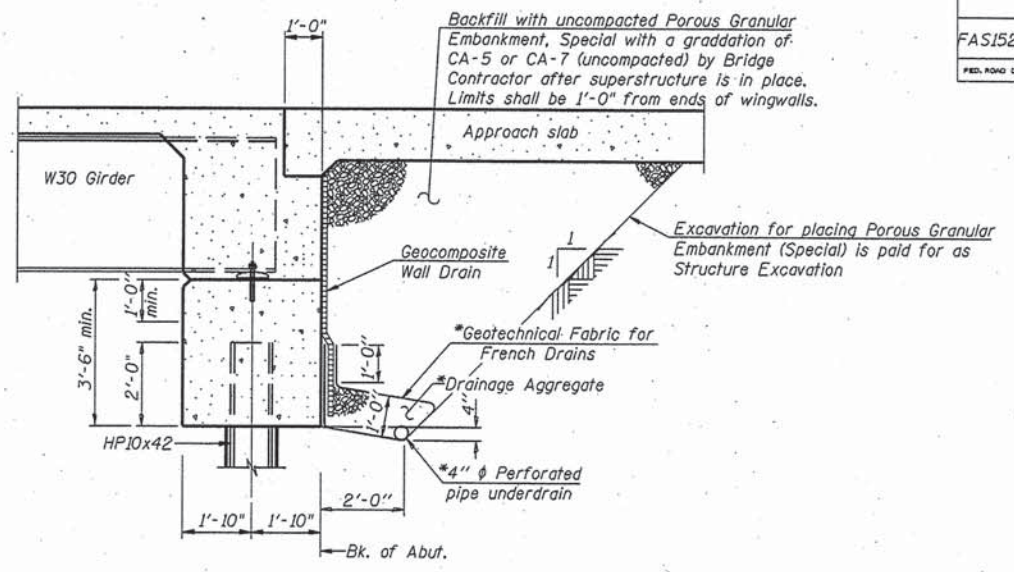 1'-0"
Backfill with uncompacted Porous Granular
Embankment, Special with a graddation of
CA-5 or CA-7 (uncompacted) by Bridge
Contractor after superstructure is in place.
Limits shall be 1'-0" from ends of wingwalls.
FAS152
FED. ROAD
Approach slab
W30 Girder
Geocomposite
Wall Drain
1
1
Excavation for placing Porous Granular
Embankment (Special) is paid for as
Structure Excavation
1'-0"
min.
3'-6" min.
2'-0"
*Geotechnical Fabric for
French Drains
1'-0"
*Drainage Aggregate
1'-0"
4"
HP10x42
*4" ϕ Perforated
pipe underdrain
2'-0"
1'-10"
1'-10"
Bk. of Abut.